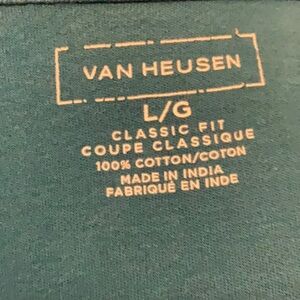 VAN HEUSEN
L/G
CLASSIC FIT
COUPE CLASSIQUE
100% COTTON/COTON
MADE IN INDIA
FABRIQUÉ EN INDE